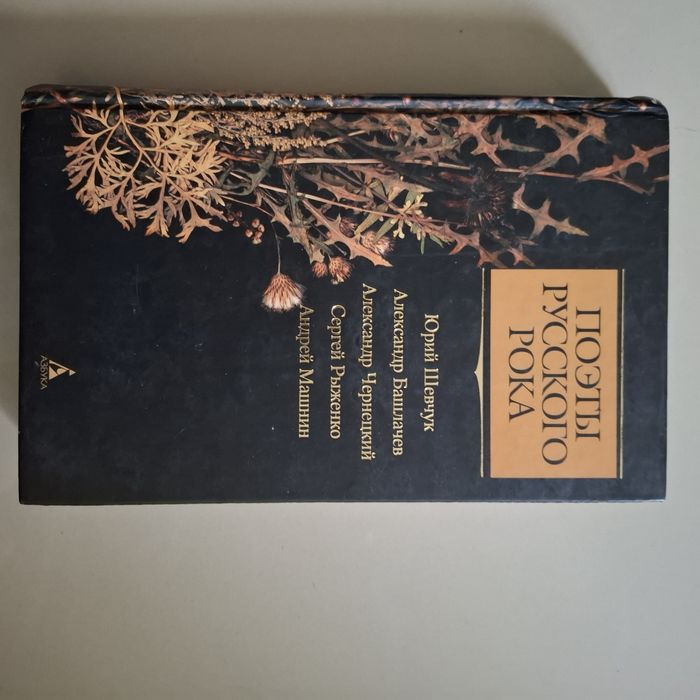 ПОЭТЫ
РУССКОГО
РОКА
Юрий Шевчук
Александр Башлачев
Александр Чернецкий
Сергей Рыженко
Андрей Машнин
АЗБУКА